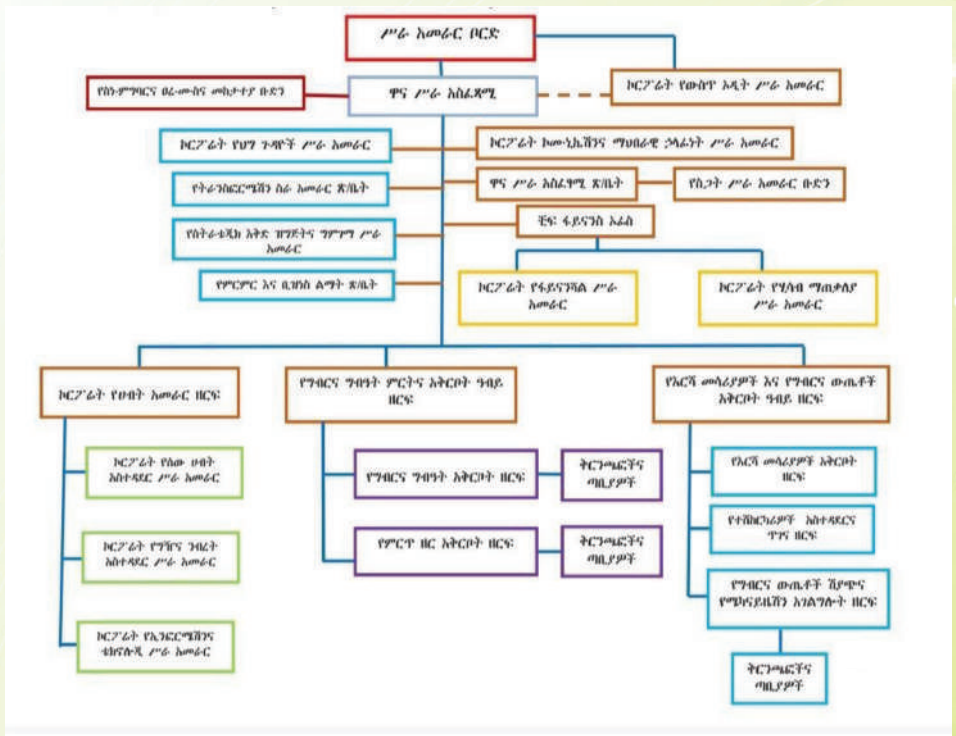 ሥራ አመራር ቦርድ
የስነ-ምግባርና ፀረ-ሙስና መከታተያ ቡድን
ዋና ሥራ አስፈጻሚ
ኮርፖሬት የውስጥ ኦዲት ሥራ አመራር
ኮርፖሬት የህግ ጉዳዮች ሥራ አመራር
ኮርፖሬት ኮሙኒኬሽንና ማህበራዊ ኃላፊነት ሥራ አመራር
የትራንስፎርሜሽን ስራ አመራር ጽ/ቤት
ዋና ሥራ አስፈፃሚ ጽ/ቤት
የስጋት ሥራ አመራር ቡድን
የስትራቴጂክ እቅድ ዝግጅትና ግምገማ ሥራ
አመራር
ቺፍ ፋይናንስ ኦፊሰ
የምርምር እና ቢዝነስ ልማት ጽ/ቤት
ኮርፖሬት የፋይናንሻል ሥራ
አመራር
ኮርፖሬት የሂሳብ ማጠቃለያ
ሥራ አመራር
ኮርፖሬት የሀብት አመራር ዘርፍ
የግብርና ግብዓት ምርትና አቅርቦት ዓብይ
ዘርፍ
የእርሻ መሳሪያዎች እና የግብርና ውጤቶች
አቅርቦት ዓብይ ዘርፍ
ኮርፖሬት የሰው ሀብት
አስተዳደር ሥራ አመራር
ኮርፖሬት የግዥና ንብረት
አስተዳደር ሥራ አመራር
ኮርፖሬት የኢንፎርሜሽንና
ቴክኖሎጂ ሥራ አመራር
የግብርና ግብዓት አቅርቦት ዘርፍ
ቅርንጫፎችና
ጣቢያዎች
የምርጥ ዘር አቅርቦት ዘርፍ
ቅርንጫፎችና
ጣቢያዎች
የእርሻ መሳሪያዎች አቅርቦት
ዘርፍ
የተሽከርካሪዎች አስተዳደርና
ጥገና ዘርፍ
የግብርና ውጤቶች ሽያጭና
የሜካናይዜሽን አገልግሎት ዘርፍ
ቅርንጫፎችና
ጣቢያዎች